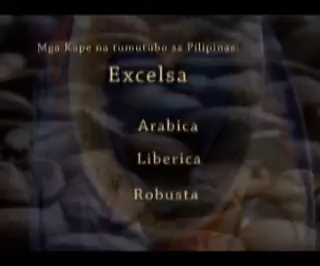 Mga Kape na tumutubo sa Pilipinas:
Excelsa
Arabica
Liberica
Robusta